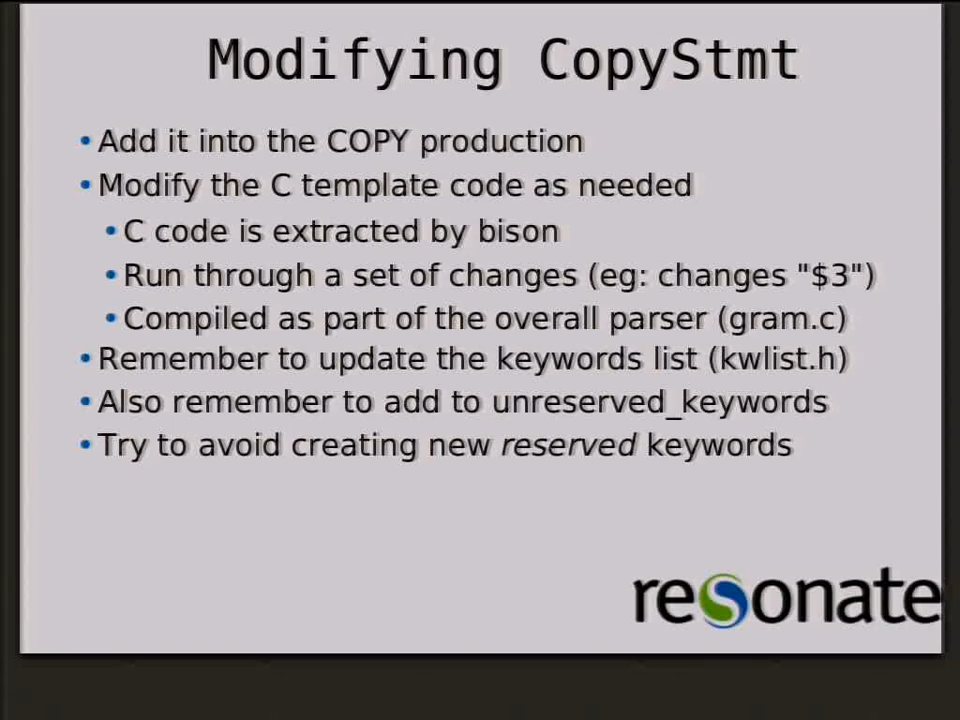 Modifying CopyStmt
• Add it into the COPY production
• Modify the C template code as needed
• C code is extracted by bison
• Run through a set of changes (eg: changes "$3")
• Compiled as part of the overall parser (gram.c)
• Remember to update the keywords list (kwlist.h)
• Also remember to add to unreserved_keywords
• Try to avoid creating new reserved keywords
resonate